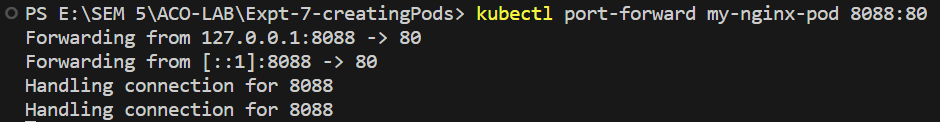 PS E:\SEM 5\ACO-LAB\Expt-7-creatingPods> kubectl port-forward my-nginx-pod 8088:80
Forwarding from 127.0.0.1:8088 -> 80
Forwarding from [::1]:8088 -> 80
Handling connection for 8088
Handling connection for 8088